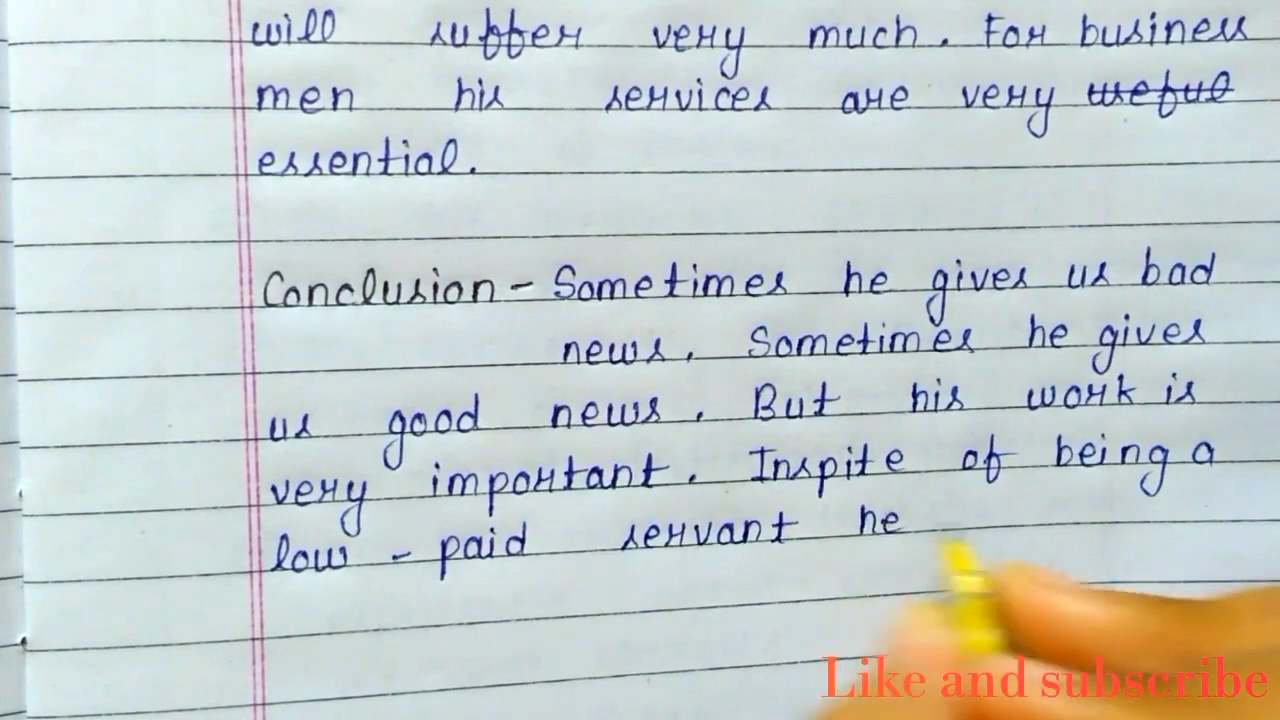 will suffer very much. For business
men his services are very useful
essential.
Conclusion - Sometimes he gives us bad
news. Sometimes he gives
us good news. But his work is
very important. Inspite of being a
low - paid servant he
Like and subscribe